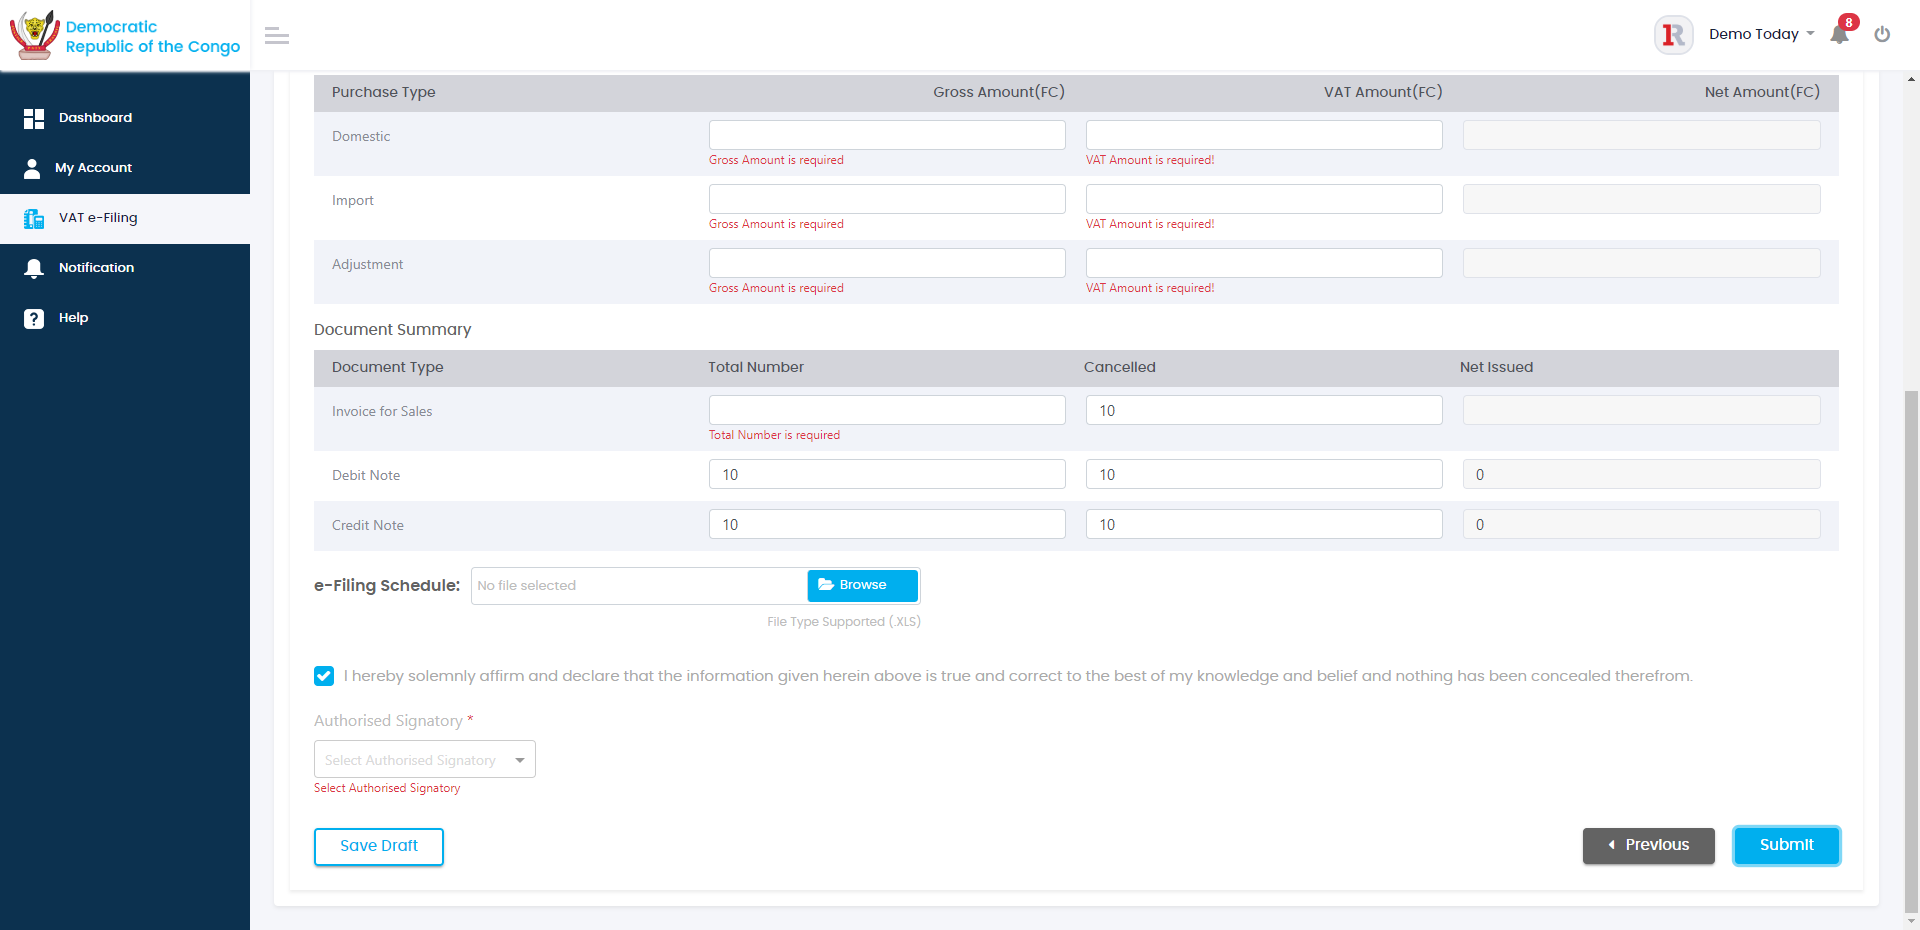 Democratic
Republic of the Congo
R
Demo Today
8
Dashboard
My Account
VAT e-Filing
Notification
Help
Purchase Type Gross Amount(FC) VAT Amount(FC) Net Amount(FC)
Domestic
Gross Amount is required VAT Amount is required!
Import
Gross Amount is required VAT Amount is required!
Adjustment
Gross Amount is required VAT Amount is required!
Document Summary
Document Type Total Number Cancelled Net Issued
Invoice for Sales 10
Total Number is required
Debit Note 10 10 0
Credit Note 10 10 0
e-Filing Schedule: No file selected Browse
File Type Supported (.XLS)
I hereby solemnly affirm and declare that the information given herein above is true and correct to the best of my knowledge and belief and nothing has been concealed therefrom.
Authorised Signatory *
Select Authorised Signatory
Select Authorised Signatory
Save Draft Previous Submit